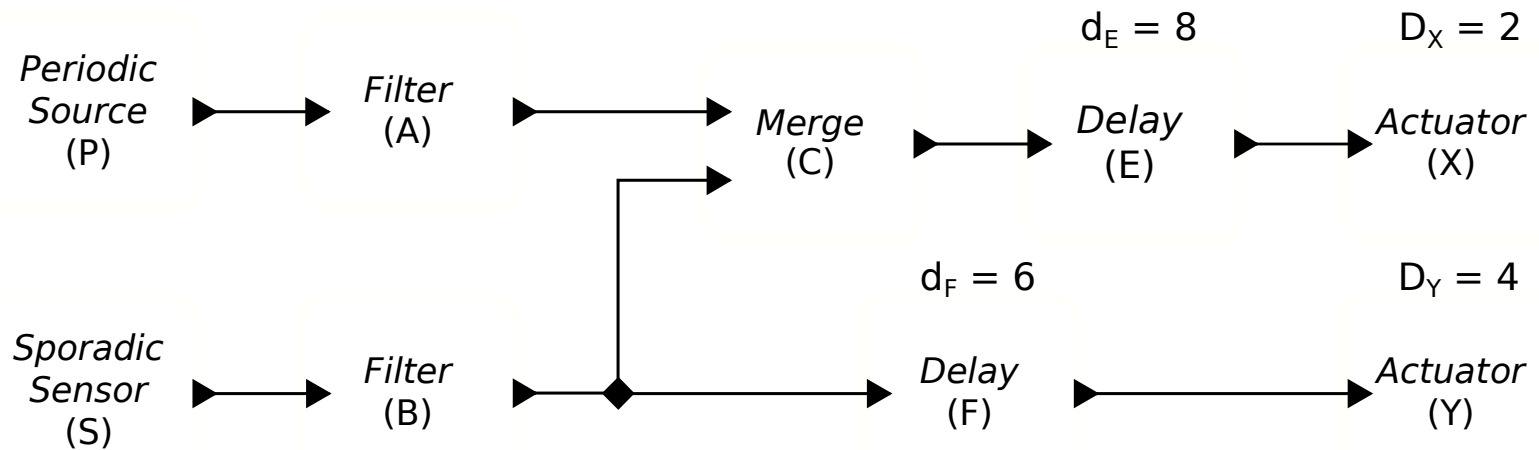 Periodic
Source
(P)
Filter
(A)
Merge
(C)
d_E = 8
Delay
(E)
D_X = 2
Actuator
(X)
Sporadic
Sensor
(S)
Filter
(B)
d_F = 6
Delay
(F)
D_Y = 4
Actuator
(Y)